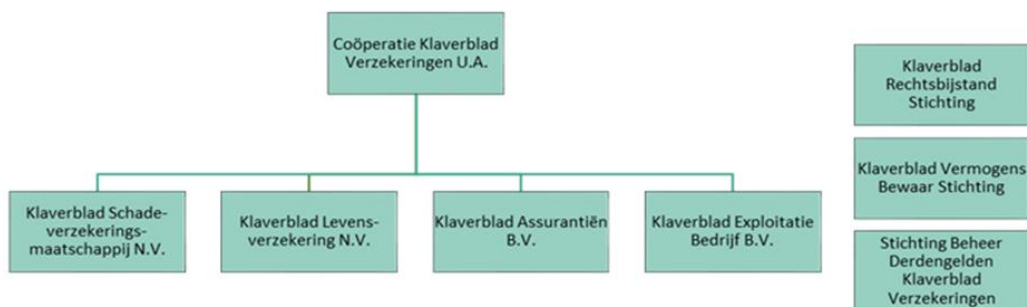 Coöperatie Klaverblad
Verzekeringen U.A.
Klaverblad Schade-
verzekerings-
maatschappij N.V.
Klaverblad Levens-
verzekering N.V.
Klaverblad Assurantiën
B.V.
Klaverblad Exploitatie
Bedrijf B.V.
Klaverblad
Rechtsbijstand
Stichting
Klaverblad Vermogens
Bewaar Stichting
Stichting Beheer
Derdengelden
Klaverblad
Verzekeringen